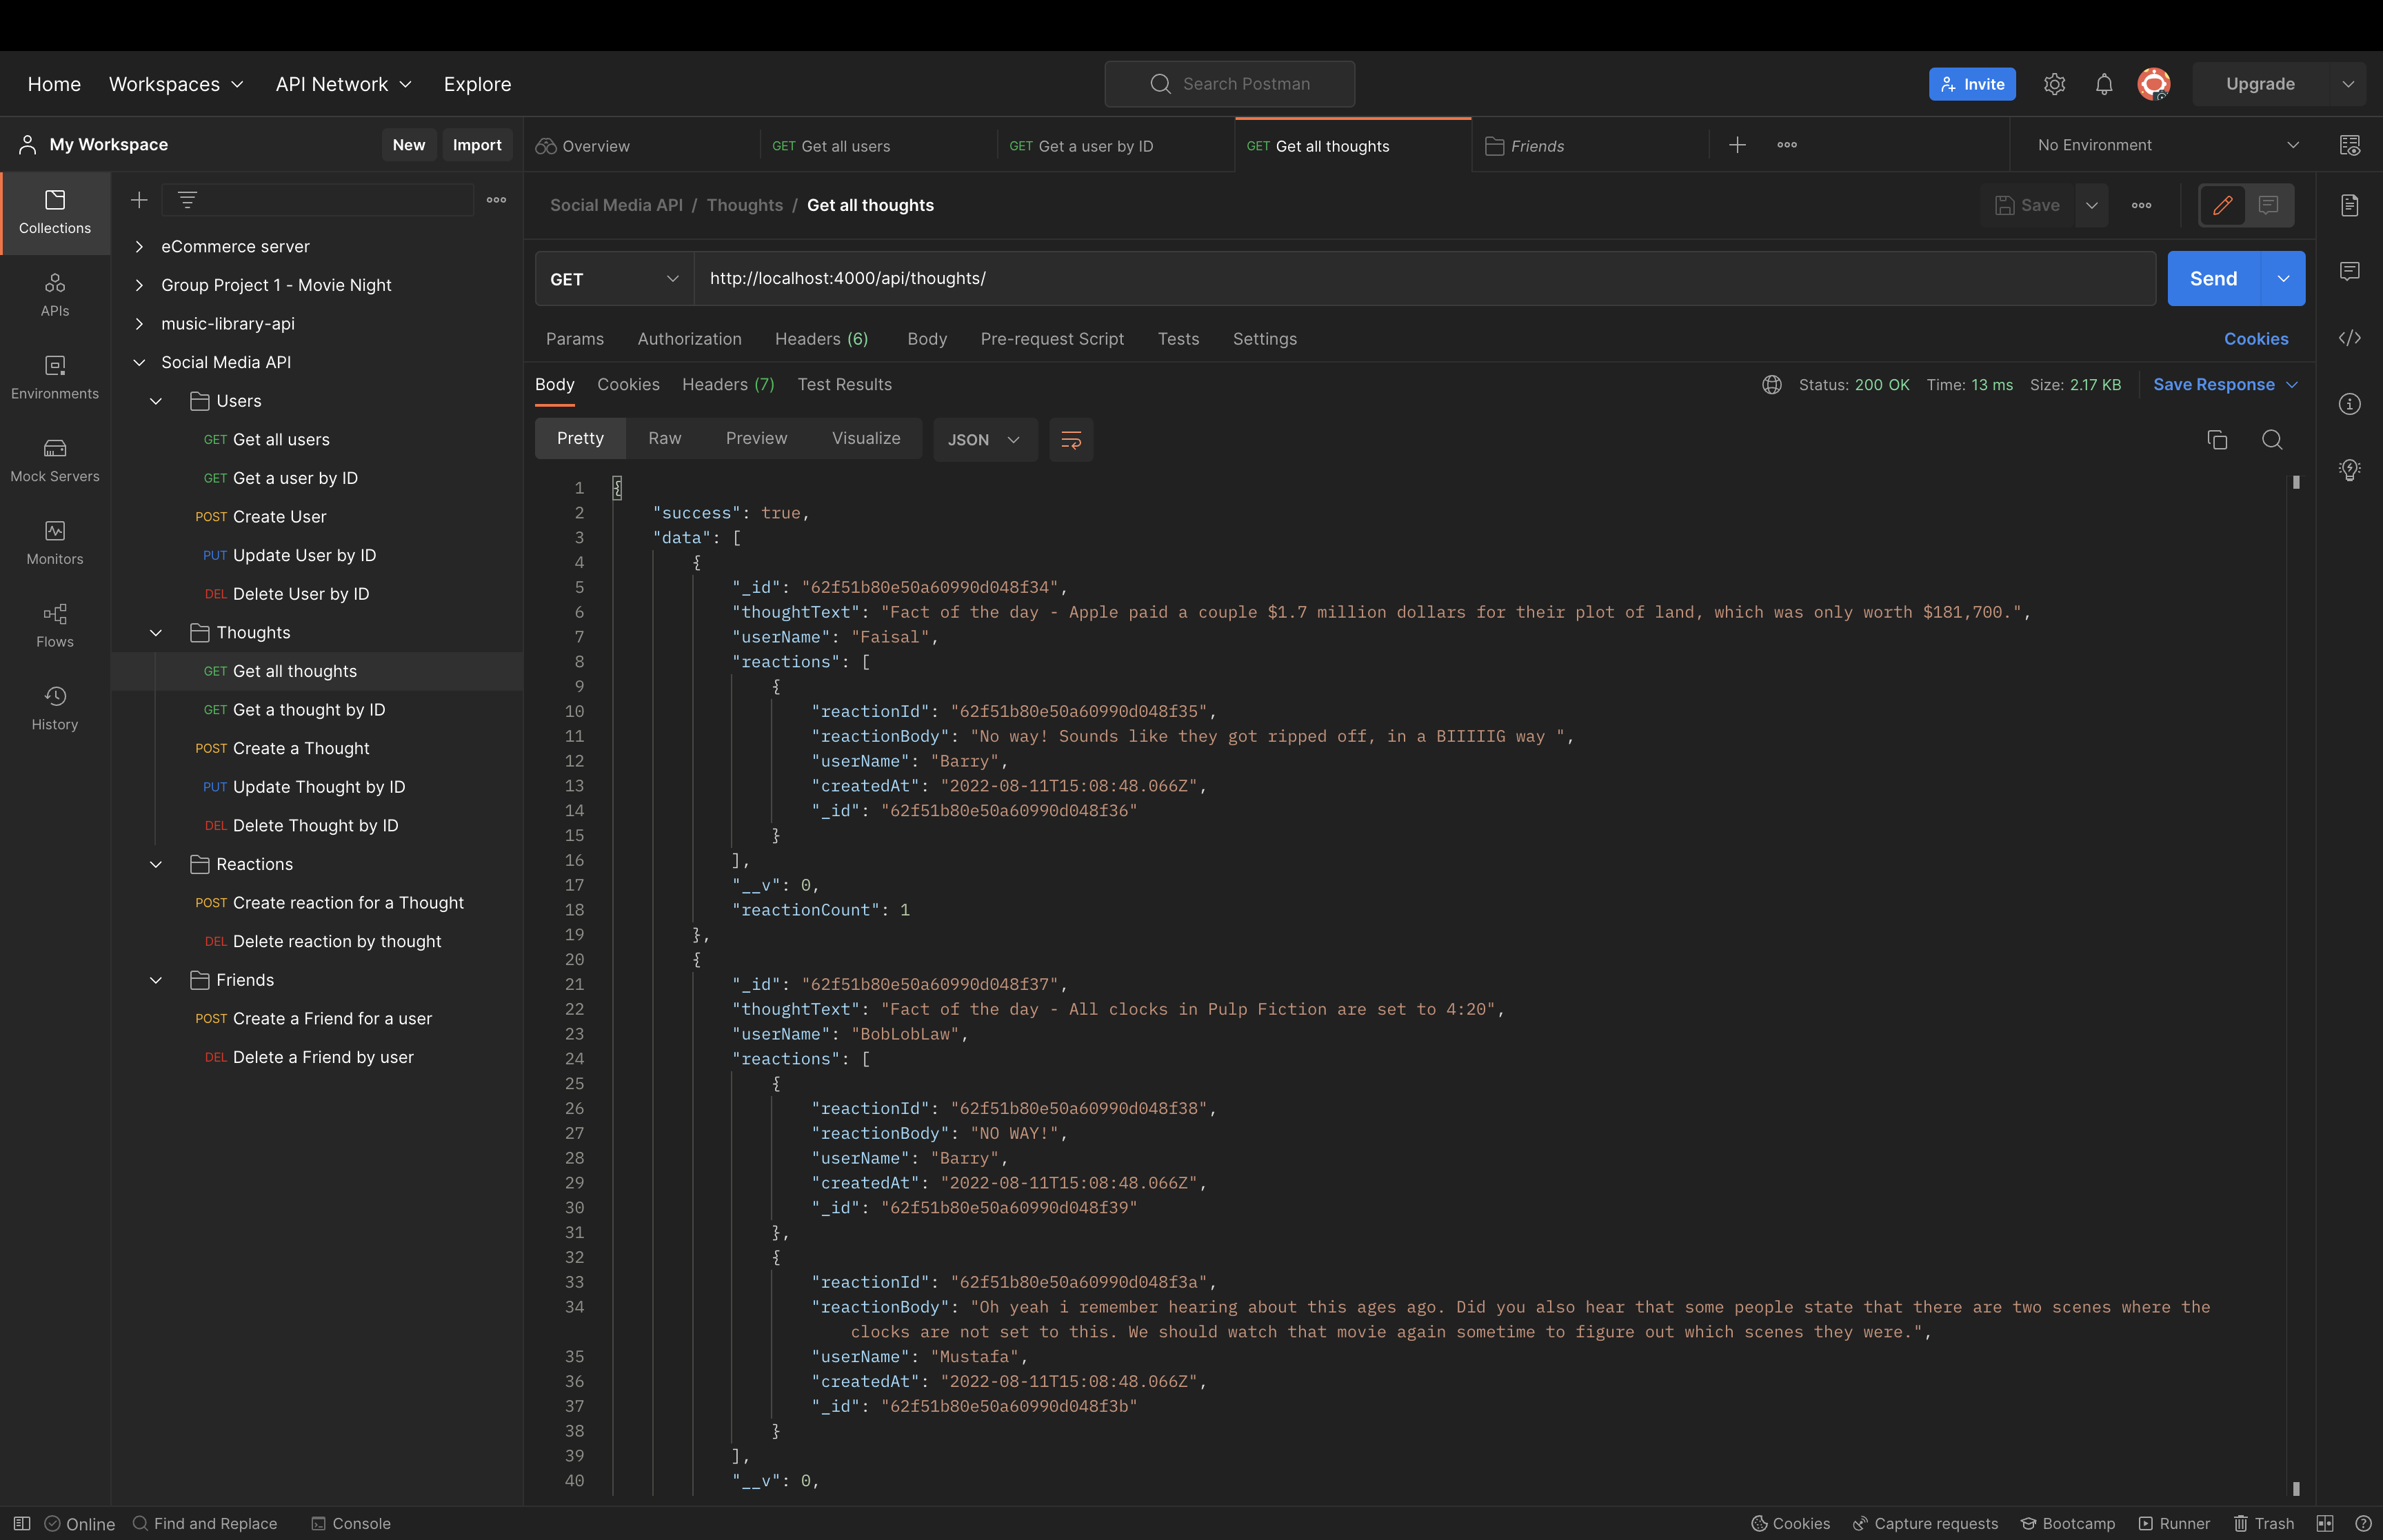 Home Workspaces API Network Explore Search Postman Invite Upgrade
My Workspace New Import Overview GET Get all users GET Get a user by ID GET Get all thoughts Friends No Environment
Collections
APIs
Environments
Mock Servers
Monitors
Flows
History
eCommerce server
Group Project 1 - Movie Night
music-library-api
Social Media API
Users
GET Get all users
GET Get a user by ID
POST Create User
PUT Update User by ID
DEL Delete User by ID
Thoughts
GET Get all thoughts
GET Get a thought by ID
POST Create a Thought
PUT Update Thought by ID
DEL Delete Thought by ID
Reactions
POST Create reaction for a Thought
DEL Delete reaction by thought
Friends
POST Create a Friend for a user
DEL Delete a Friend by user
Social Media API / Thoughts / Get all thoughts Save
GET http://localhost:4000/api/thoughts/ Send
Params Authorization Headers (6) Body Pre-request Script Tests Settings Cookies
Body Cookies Headers (7) Test Results Status: 200 OK Time: 13 ms Size: 2.17 KB Save Response
Pretty Raw Preview Visualize JSON
1 {
2 "success": true,
3 "data": [
4 {
5 "_id": "62f51b80e50a60990d048f34",
6 "thoughtText": "Fact of the day - Apple paid a couple $1.7 million dollars for their plot of land, which was only worth $181,700.",
7 "userName": "Faisal",
8 "reactions": [
9 {
10 "reactionId": "62f51b80e50a60990d048f35",
11 "reactionBody": "No way! Sounds like they got ripped off, in a BIIIIIG way ",
12 "userName": "Barry",
13 "createdAt": "2022-08-11T15:08:48.066Z",
14 "_id": "62f51b80e50a60990d048f36"
15 }
16 ],
17 "__v": 0,
18 "reactionCount": 1
19 },
20 {
21 "_id": "62f51b80e50a60990d048f37",
22 "thoughtText": "Fact of the day - All clocks in Pulp Fiction are set to 4:20",
23 "userName": "BobLobLaw",
24 "reactions": [
25 {
26 "reactionId": "62f51b80e50a60990d048f38",
27 "reactionBody": "NO WAY!",
28 "userName": "Barry",
29 "createdAt": "2022-08-11T15:08:48.066Z",
30 "_id": "62f51b80e50a60990d048f39"
31 },
32 {
33 "reactionId": "62f51b80e50a60990d048f3a",
34 "reactionBody": "Oh yeah i remember hearing about this ages ago. Did you also hear that some people state that there are two scenes where the
clocks are not set to this. We should watch that movie again sometime to figure out which scenes they were.",
35 "userName": "Mustafa",
36 "createdAt": "2022-08-11T15:08:48.066Z",
37 "_id": "62f51b80e50a60990d048f3b"
38 }
39 ],
40 "__v": 0,
Online Find and Replace Console Cookies Capture requests Bootcamp Runner Trash